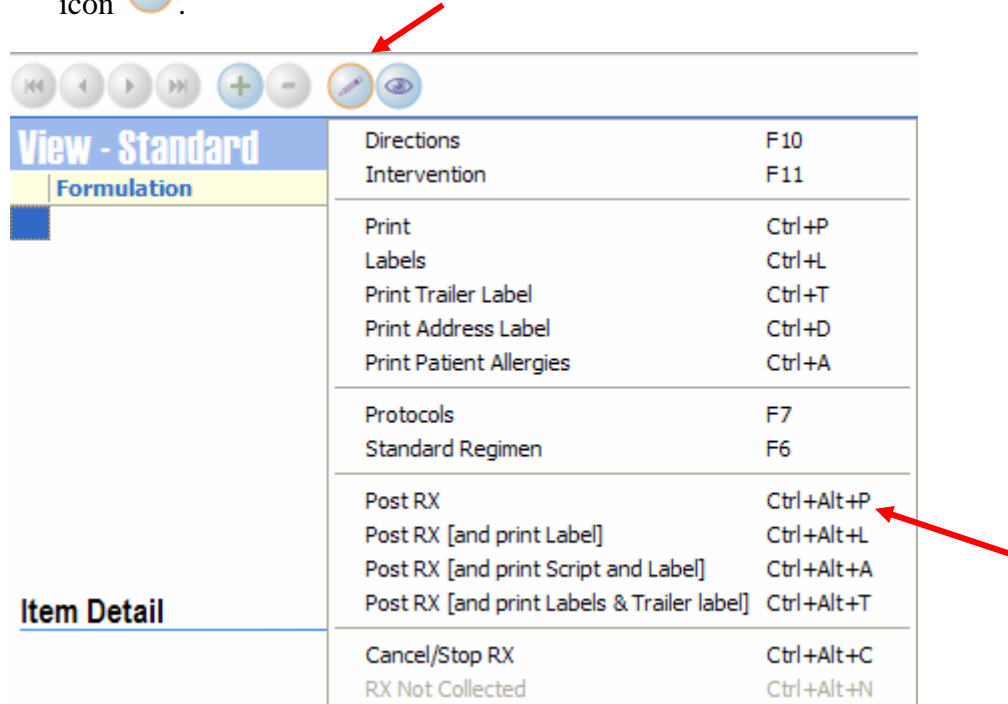 icon .
View - Standard
Formulation
Directions F10
Intervention F11
Print Ctrl+P
Labels Ctrl+L
Print Trailer Label Ctrl+T
Print Address Label Ctrl+D
Print Patient Allergies Ctrl+A
Protocols F7
Standard Regimen F6
Post RX Ctrl+Alt+P
Post RX [and print Label] Ctrl+Alt+L
Post RX [and print Script and Label] Ctrl+Alt+A
Post RX [and print Labels & Trailer label] Ctrl+Alt+T
Item Detail
Cancel/Stop RX Ctrl+Alt+C
RX Not Collected Ctrl+Alt+N